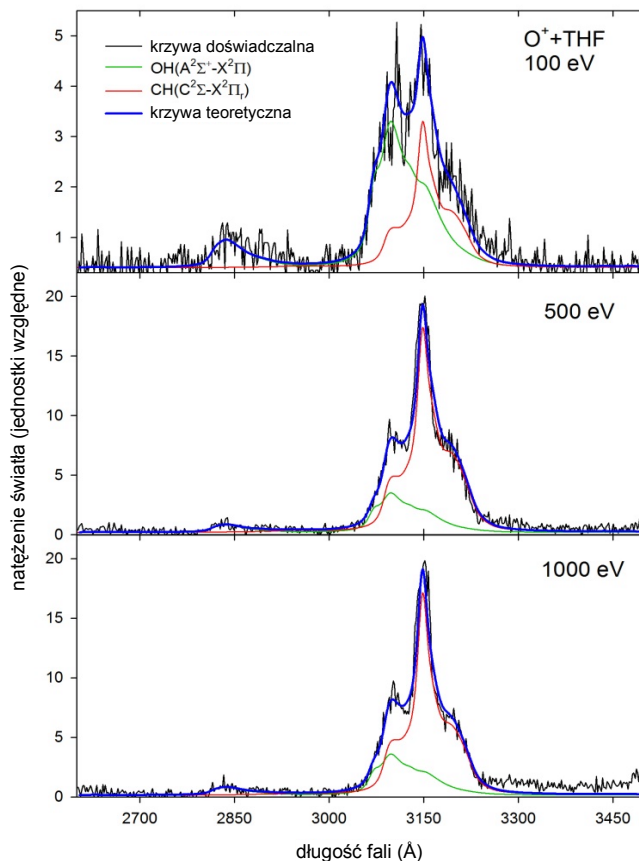 krzywa doświadczalna
OH(A²Σ⁺-X²Π)
CH(C²Σ-X²Πᵣ)
krzywa teoretyczna
O⁺+THF
100 eV
5
4
3
2
1
500 eV
20
15
10
5
0
1000 eV
20
15
10
5
0
2700 2850 3000 3150 3300 3450
natężenie światła (jednostki względne)
długość fali (Å)